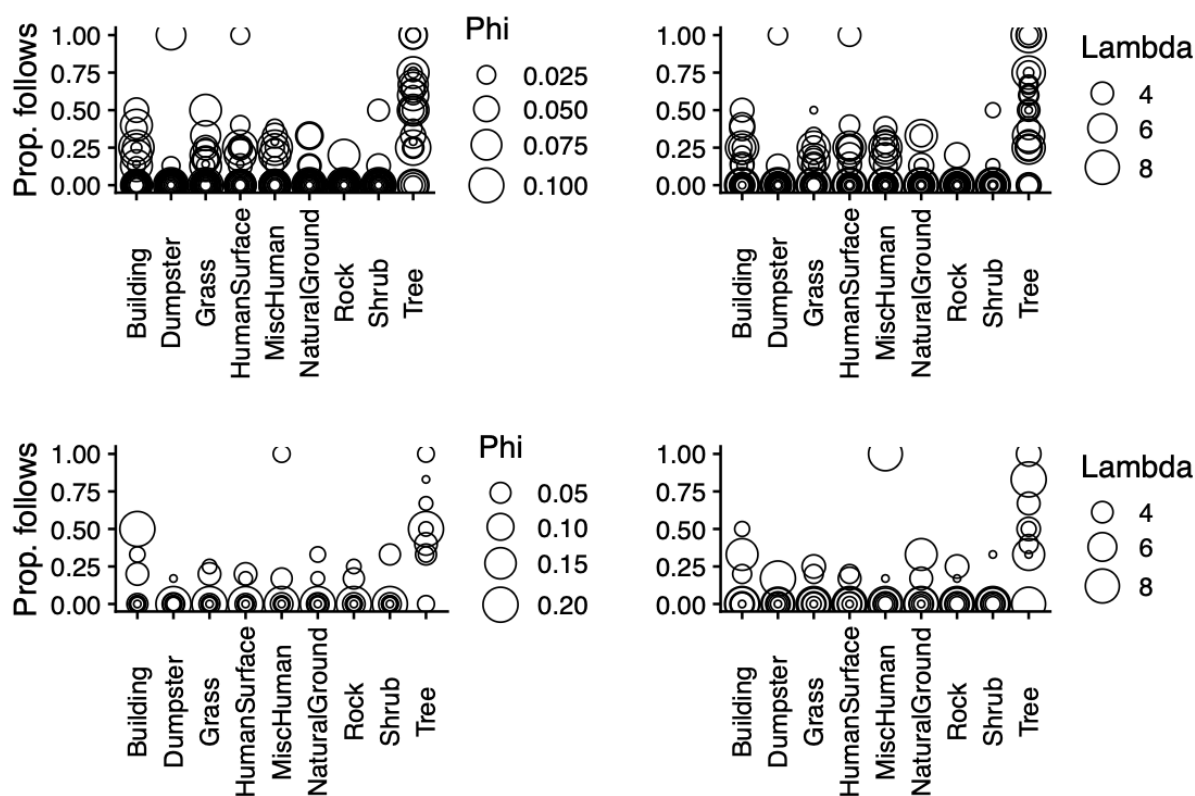 Prop. follows
1.00
0.75
0.50
0.25
0.00
Building
Dumpster
Grass
HumanSurface
MiscHuman
NaturalGround
Rock
Shrub
Tree
Phi
0.025
0.050
0.075
0.100
1.00
0.75
0.50
0.25
0.00
Building
Dumpster
Grass
HumanSurface
MiscHuman
NaturalGround
Rock
Shrub
Tree
Lambda
4
6
8
Prop. follows
1.00
0.75
0.50
0.25
0.00
Building
Dumpster
Grass
HumanSurface
MiscHuman
NaturalGround
Rock
Shrub
Tree
Phi
0.05
0.10
0.15
0.20
1.00
0.75
0.50
0.25
0.00
Building
Dumpster
Grass
HumanSurface
MiscHuman
NaturalGround
Rock
Shrub
Tree
Lambda
4
6
8